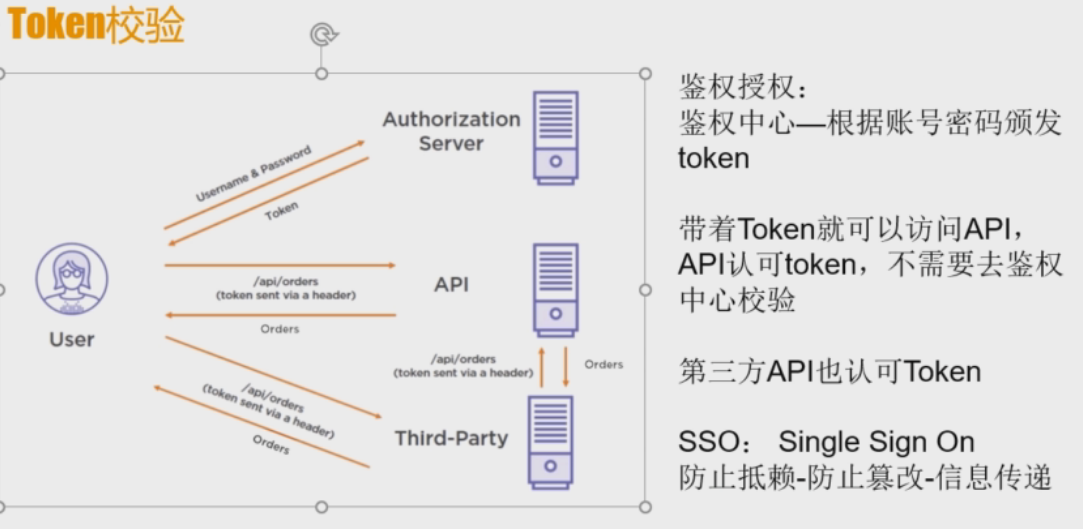 Token校验
Authorization
Server
Username & Password
Token
User
/api/orders
(token sent via a header)
API
Orders
/api/orders
(token sent via a header)
Orders
/api/orders
(token sent via a header)
Third-Party
Orders
鉴权授权：
鉴权中心—根据账号密码颁发
token
带着Token就可以访问API，
API认可token，不需要去鉴权
中心校验
第三方API也认可Token
SSO： Single Sign On
防止抵赖-防止篡改-信息传递